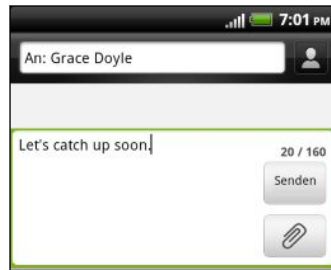 7:01 PM
An: Grace Doyle
Let's catch up soon.
20 / 160
Senden